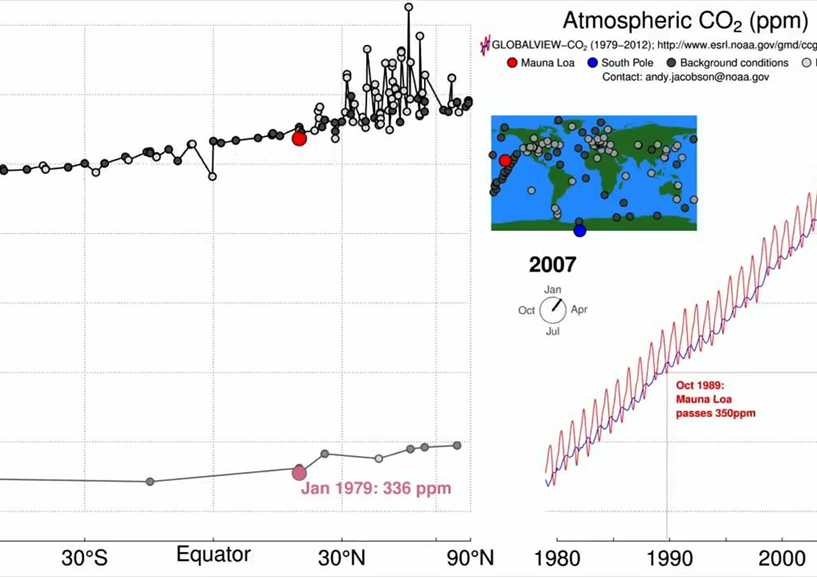 Atmospheric CO₂ (ppm)
GLOBALVIEW-CO₂ (1979-2012); http://www.esrl.noaa.gov/gmd/ccg
Mauna Loa South Pole Background conditions
Contact: andy.jacobson@noaa.gov
2007
Jan
Oct Apr
Jul
Oct 1989:
Mauna Loa
passes 350ppm
Jan 1979: 336 ppm
30°S Equator 30°N 90°N 1980 1990 2000